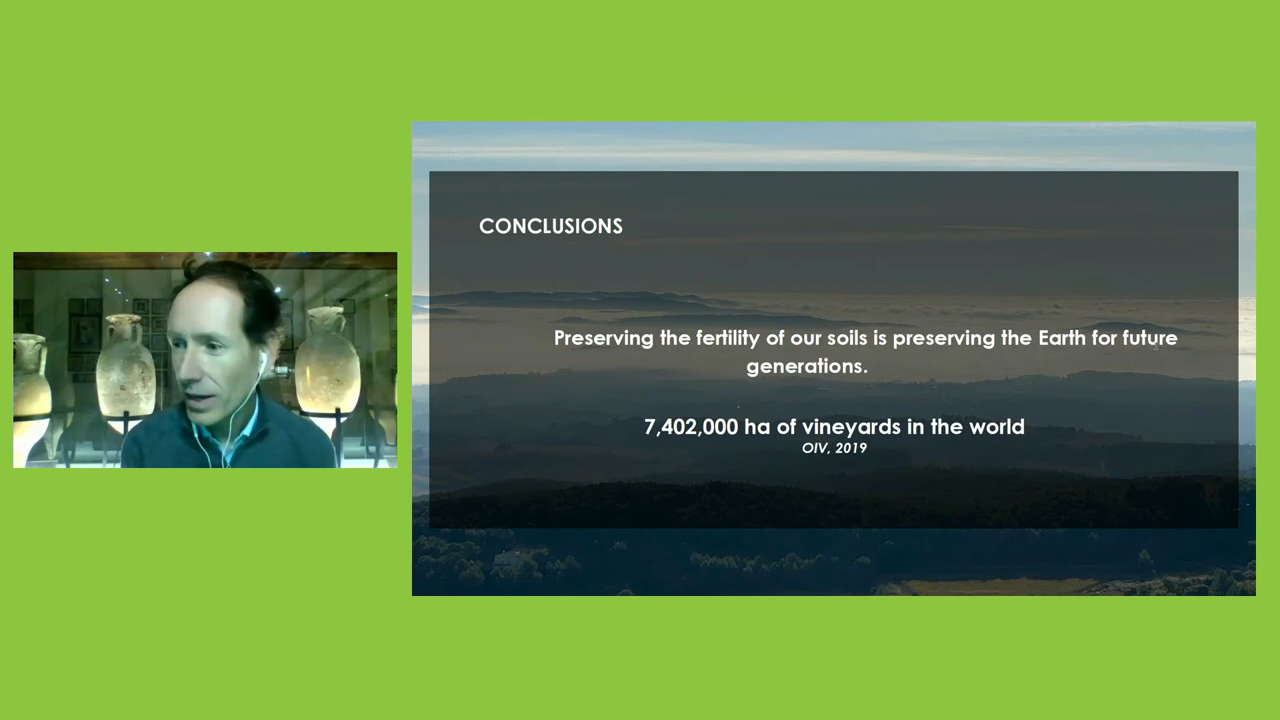 CONCLUSIONS
Preserving the fertility of our soils is preserving the Earth for future
generations.
7,402,000 ha of vineyards in the world
OIV, 2019